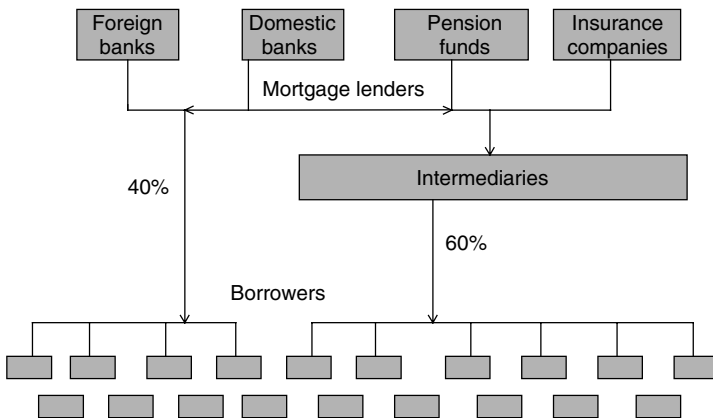 Foreign
banks
Domestic
banks
Pension
funds
Insurance
companies
Mortgage lenders
Intermediaries
40%
60%
Borrowers